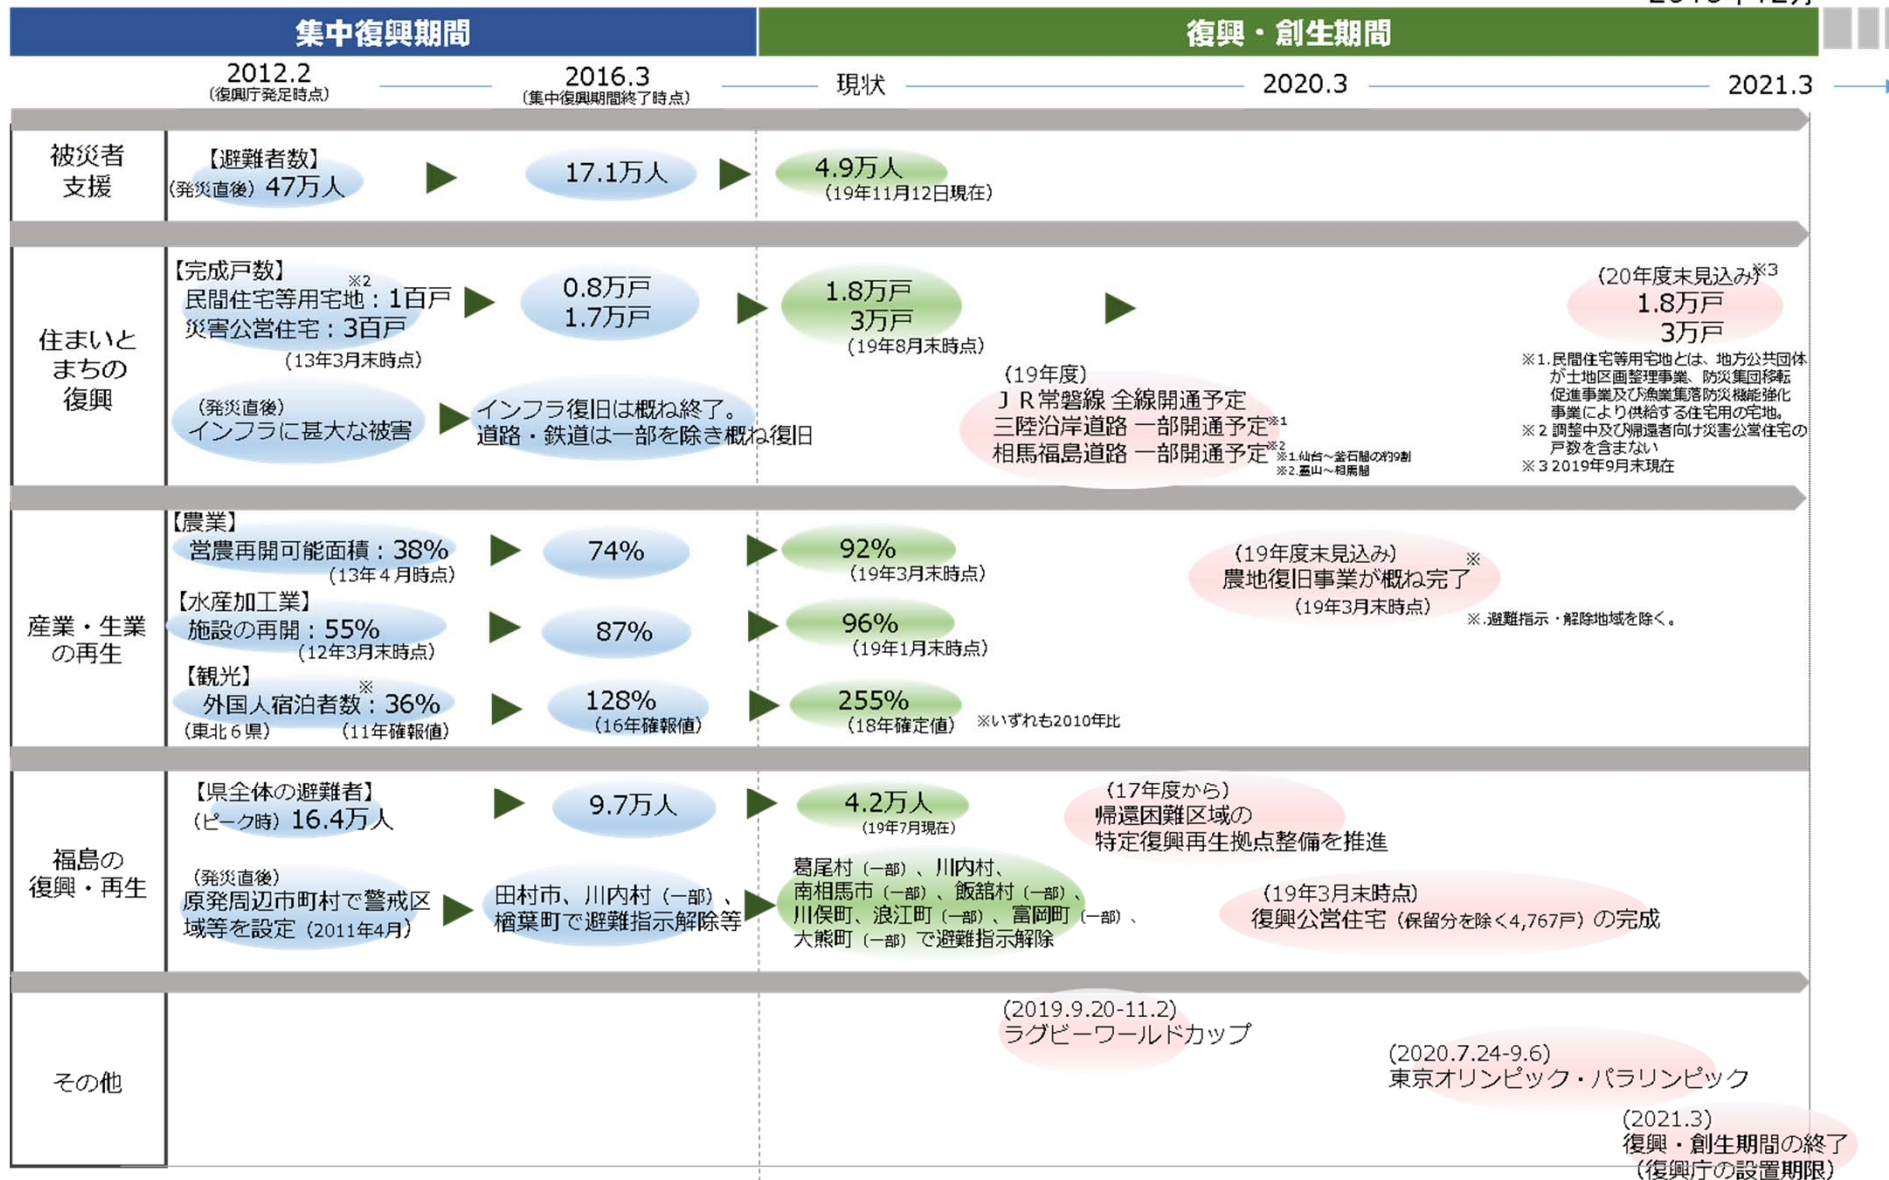 集中復興期間
復興・創生期間
2012.2
(復興庁発足時点)
2016.3
(集中復興期間終了時点)
現状
2020.3
2021.3
被災者
支援
【避難者数】
(発災直後) 47万人
17.1万人
4.9万人
(19年11月12日現在)
住まいと
まちの
復興
【完成戸数】
※2
民間住宅等用宅地：1百戸
災害公営住宅：3百戸
(13年3月末時点)
0.8万戸
1.7万戸
1.8万戸
3万戸
(19年8月末時点)
(20年度末見込み)※3
1.8万戸
3万戸
※1.民間住宅等用宅地とは、地方公共団体
が土地区画整理事業、防災集団移転
促進事業及び漁業集落防災機能強化
事業により供給する住宅用の宅地。
※2 調整中及び帰還者向け災害公営住宅の
戸数を含まない
※3 2019年9月末現在
(発災直後)
インフラに甚大な被害
インフラ復旧は概ね終了。
道路・鉄道は一部を除き概ね復旧
(19年度)
ＪＲ常磐線 全線開通予定
三陸沿岸道路 一部開通予定※1
相馬福島道路 一部開通予定※2
※1.仙台～釜石間の約9割
※2.霊山～相馬間
産業・生業
の再生
【農業】
営農再開可能面積：38%
(13年４月時点)
74%
92%
(19年3月末時点)
(19年度末見込み)
※
農地復旧事業が概ね完了
(19年3月末時点)
※.避難指示・解除地域を除く。
【水産加工業】
施設の再開：55%
(12年3月末時点)
87%
96%
(19年1月末時点)
【観光】
※
外国人宿泊者数：36%
(東北６県)
(11年確報値)
128%
(16年確報値)
255%
(18年確定値)
※いずれも2010年比
福島の
復興・再生
【県全体の避難者】
(ピーク時) 16.4万人
9.7万人
4.2万人
(19年7月現在)
(17年度から)
帰還困難区域の
特定復興再生拠点整備を推進
(発災直後)
原発周辺市町村で警戒区
域等を設定 (2011年4月)
田村市、川内村 (一部)、
楢葉町で避難指示解除等
葛尾村 (一部)、川内村、
南相馬市 (一部)、飯舘村 (一部)、
川俣町、浪江町 (一部)、富岡町 (一部)、
大熊町 (一部) で避難指示解除
(19年3月末時点)
復興公営住宅 (保留分を除く4,767戸) の完成
その他
(2019.9.20-11.2)
ラグビーワールドカップ
(2020.7.24-9.6)
東京オリンピック・パラリンピック
(2021.3)
復興・創生期間の終了
(復興庁の設置期限)